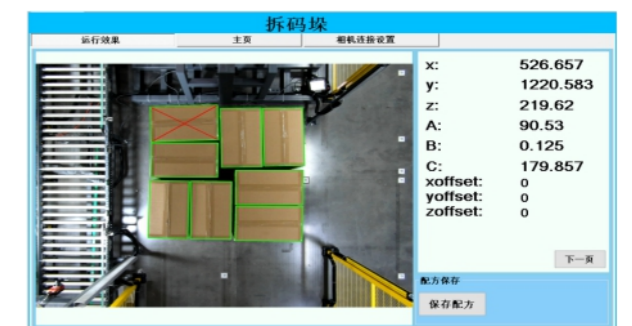 拆码垛
运行效果 主页 相机连接设置
x: 526.657
y: 1220.583
z: 219.62
A: 90.53
B: 0.125
C: 179.857
xoffset: 0
yoffset: 0
zoffset: 0
下一页
配方保存
保存配方